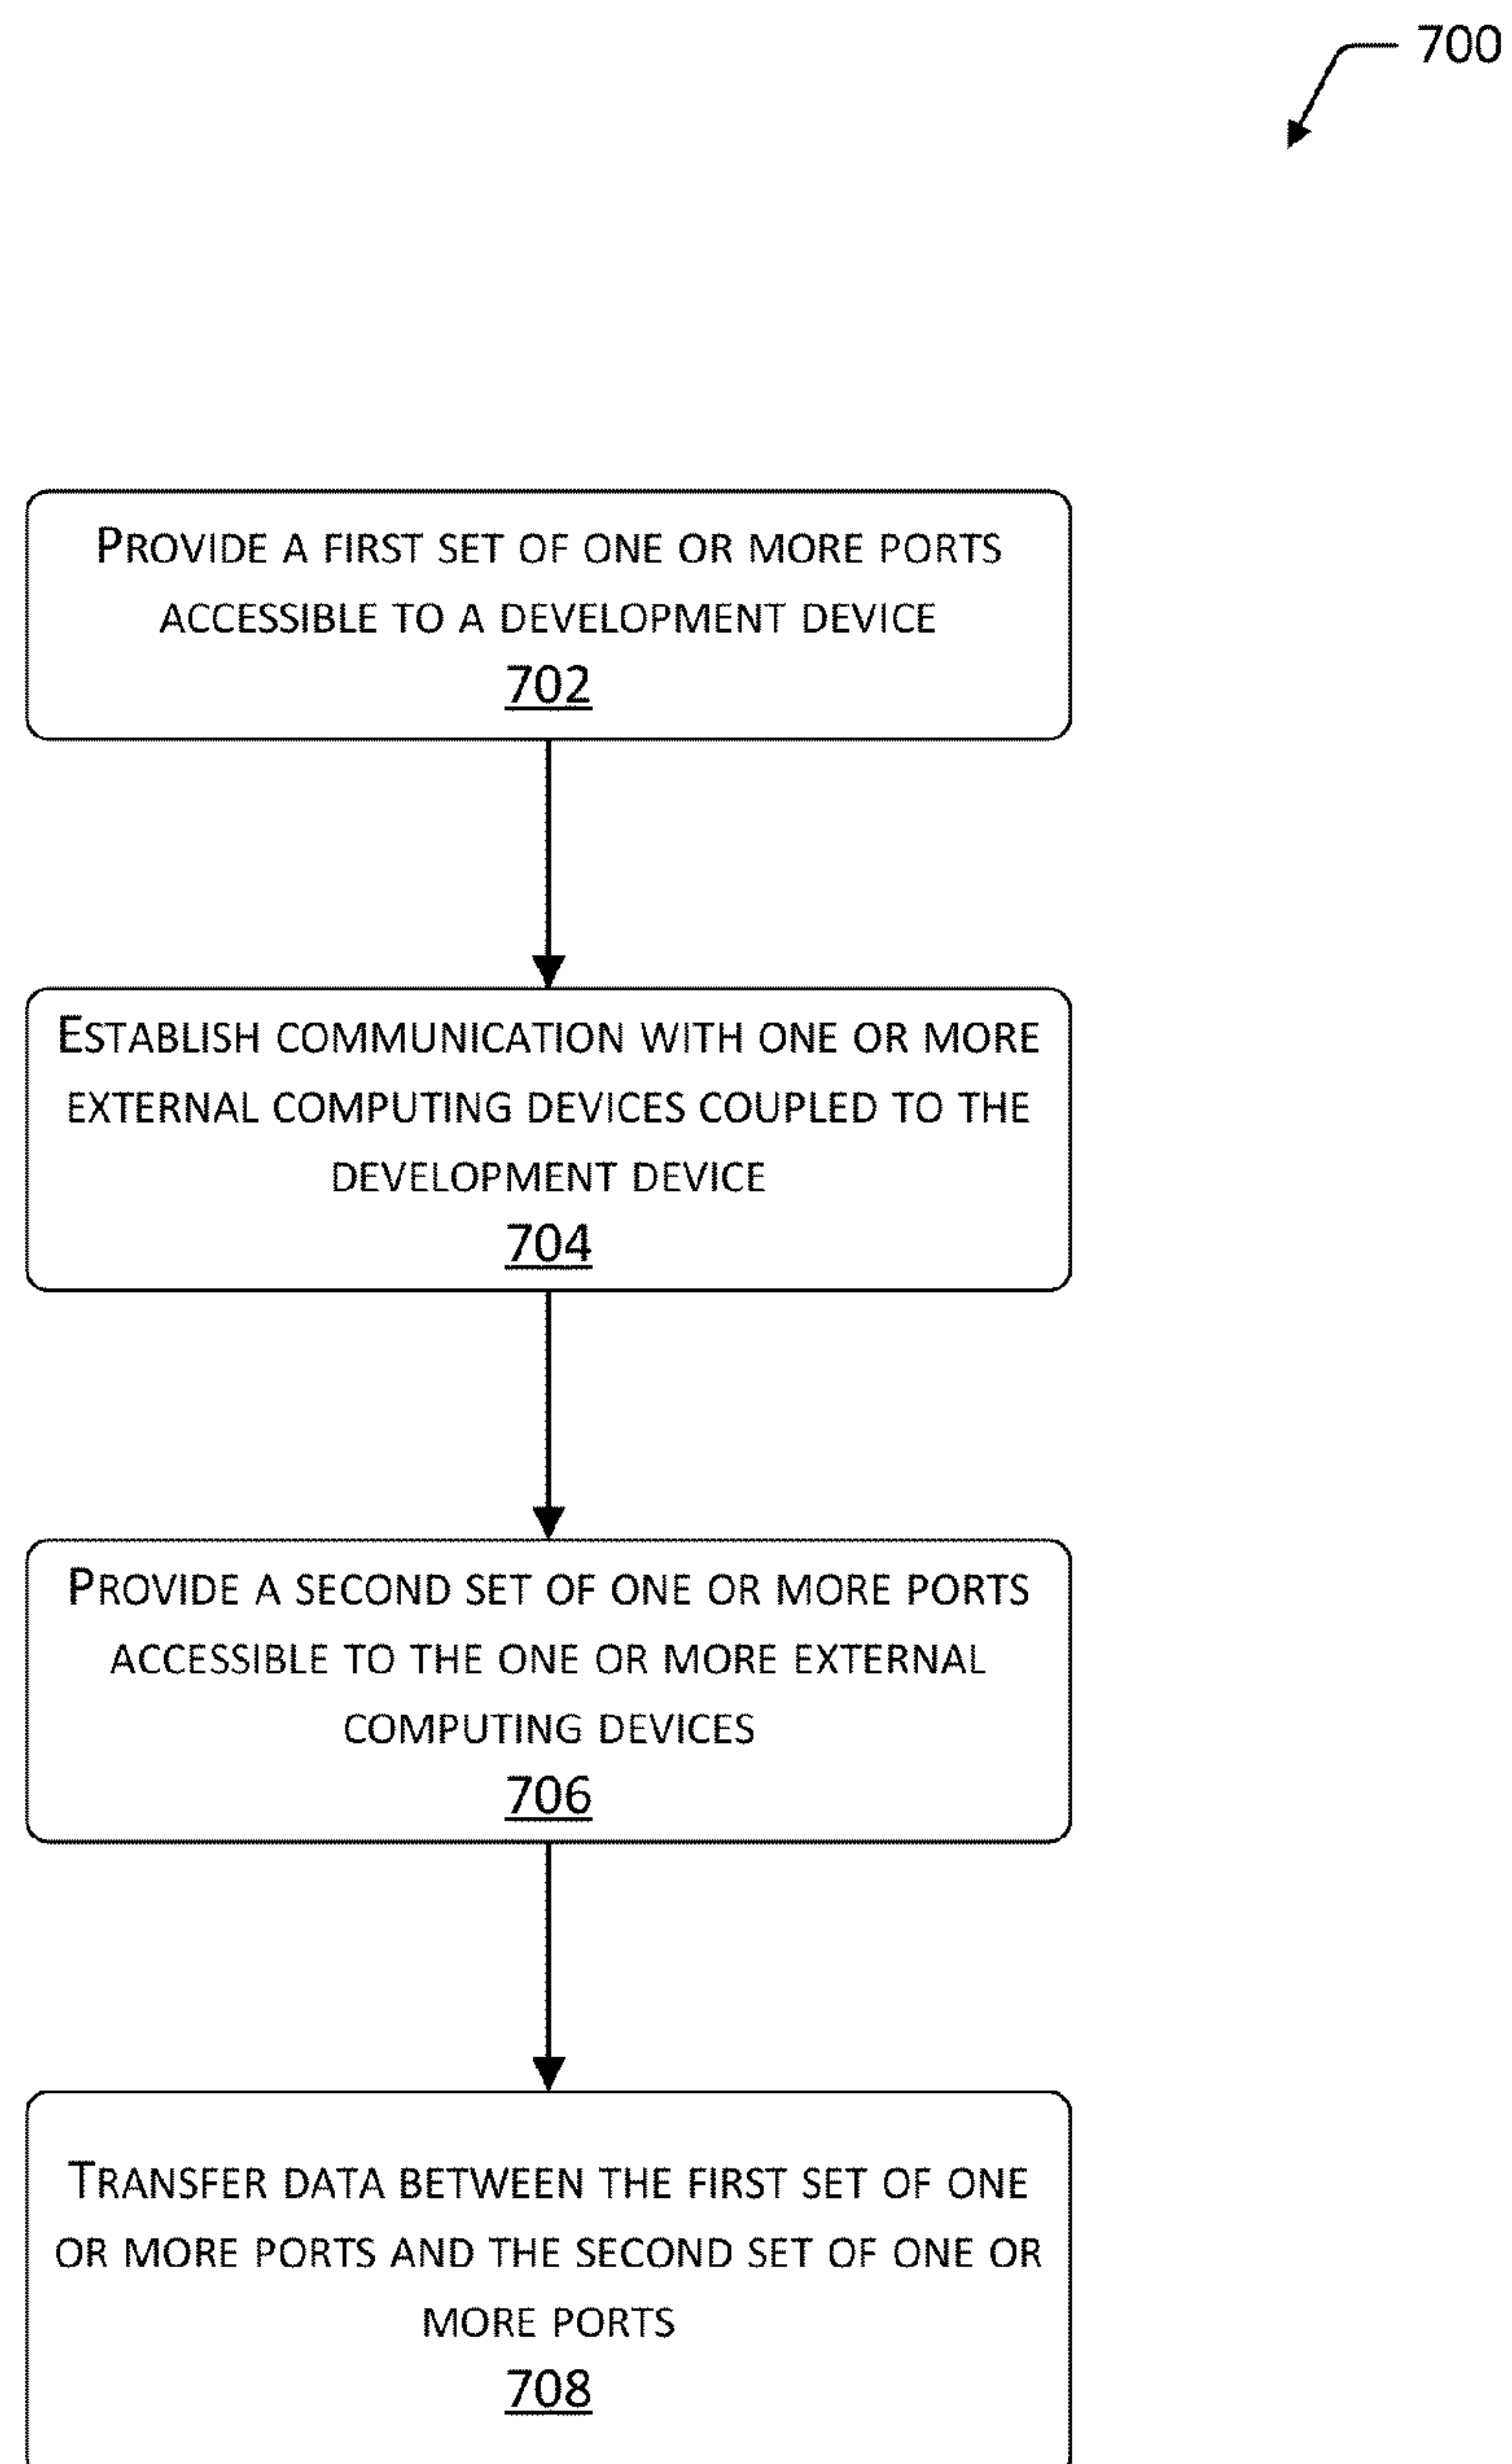 700
PROVIDE A FIRST SET OF ONE OR MORE PORTS
ACCESSIBLE TO A DEVELOPMENT DEVICE
702
ESTABLISH COMMUNICATION WITH ONE OR MORE
EXTERNAL COMPUTING DEVICES COUPLED TO THE
DEVELOPMENT DEVICE
704
PROVIDE A SECOND SET OF ONE OR MORE PORTS
ACCESSIBLE TO THE ONE OR MORE EXTERNAL
COMPUTING DEVICES
706
TRANSFER DATA BETWEEN THE FIRST SET OF ONE
OR MORE PORTS AND THE SECOND SET OF ONE OR
MORE PORTS
708